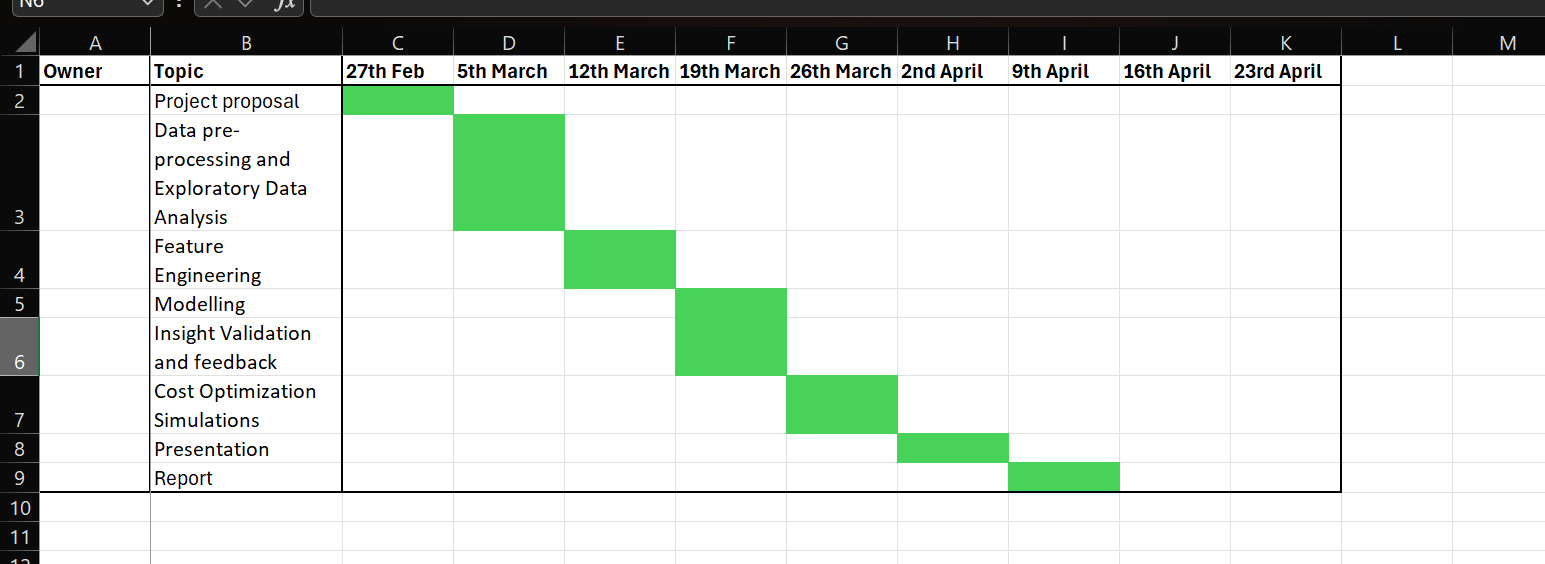 N6
fx
A B C D E F G H I J K L M
1 Owner Topic 27th Feb 5th March 12th March 19th March 26th March 2nd April 9th April 16th April 23rd April
2 Project proposal
Data pre-
processing and
Exploratory Data
3 Analysis
Feature
4 Engineering
5 Modelling
Insight Validation
6 and feedback
Cost Optimization
7 Simulations
8 Presentation
9 Report
10
11
12